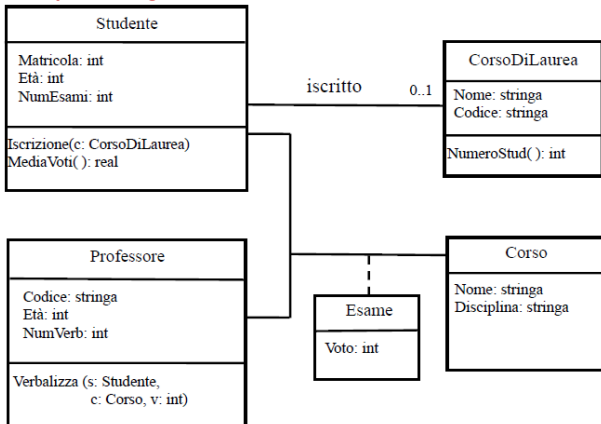 Studente
Matricola: int
Età: int
NumEsami: int
Iscrizione(c: CorsoDiLaurea)
MediaVoti( ): real
iscritto
0..1
CorsoDiLaurea
Nome: stringa
Codice: stringa
NumeroStud( ): int
Professore
Codice: stringa
Età: int
NumVerb: int
Verbalizza (s: Studente,
c: Corso, v: int)
Esame
Voto: int
Corso
Nome: stringa
Disciplina: stringa